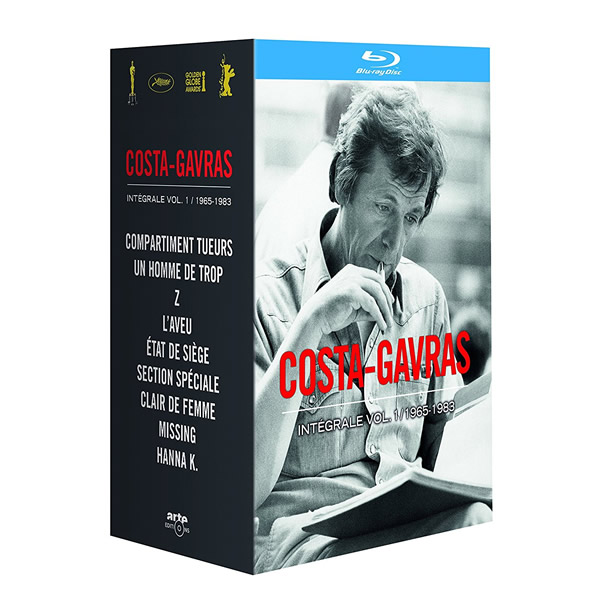 GOLDEN
GLOBE
AWARDS
COSTA-GAVRAS
INTÉGRALE VOL. 1 / 1965-1983
COMPARTIMENT TUEURS
UN HOMME DE TROP
Z
L'AVEU
ÉTAT DE SIÈGE
SECTION SPÉCIALE
CLAIR DE FEMME
MISSING
HANNA K.
arte
EDITIONS
Blu-ray Disc
COSTA-GAVRAS
INTÉGRALE VOL. 1 / 1965-1983